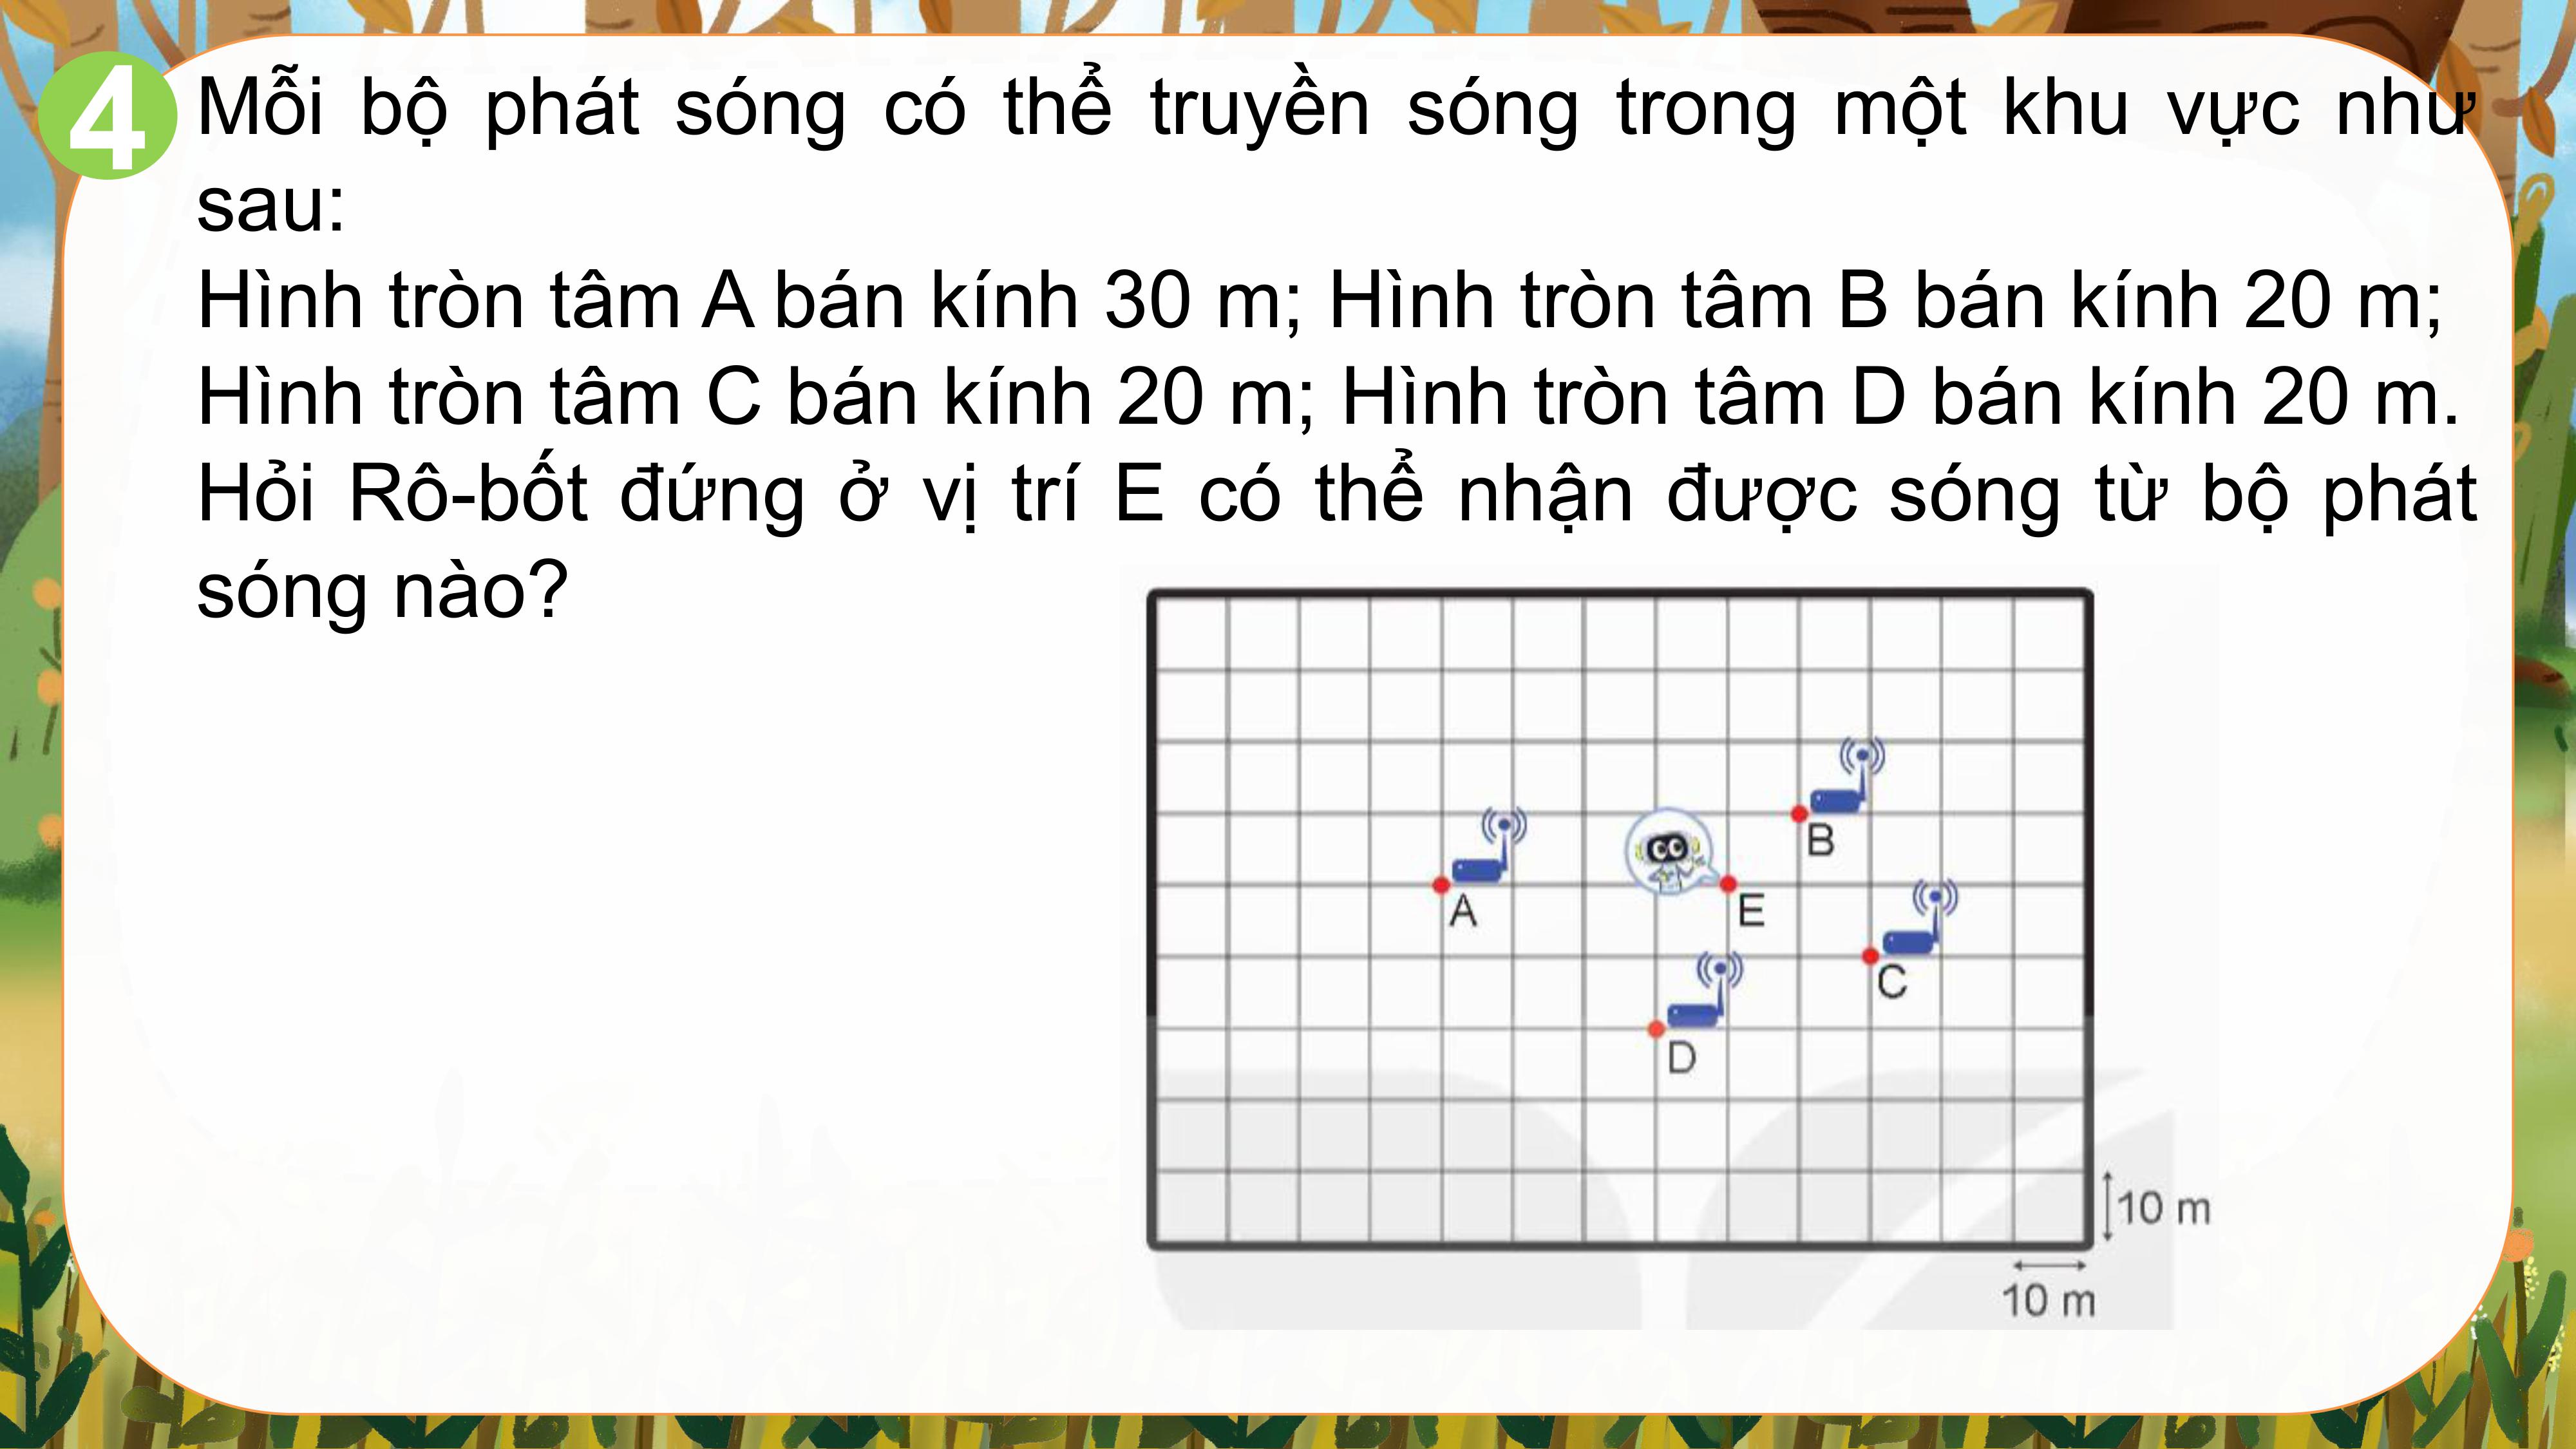 4
Mỗi bộ phát sóng có thể truyền sóng trong một khu vực như
sau:
Hình tròn tâm A bán kính 30 m; Hình tròn tâm B bán kính 20 m;
Hình tròn tâm C bán kính 20 m; Hình tròn tâm D bán kính 20 m.
Hỏi Rô-bốt đứng ở vị trí E có thể nhận được sóng từ bộ phát
sóng nào?
B
A
E
C
D
10 m
10 m